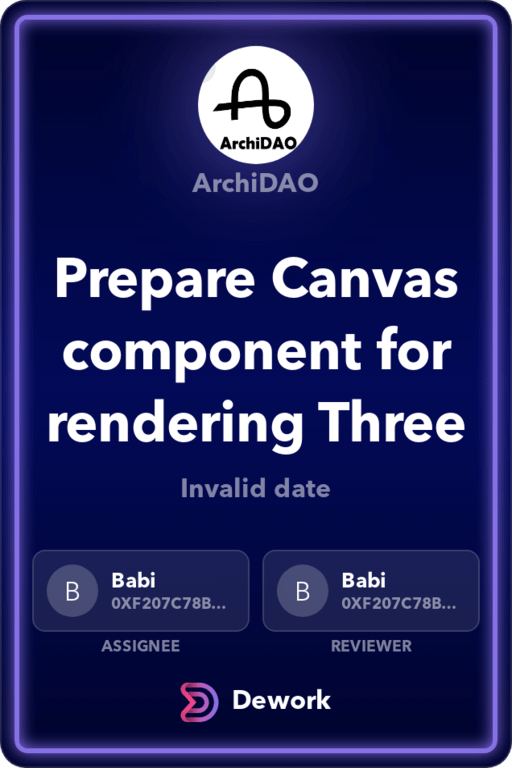 ArchiDAO
ArchiDAO
Prepare Canvas
component for
rendering Three
Invalid date
B
Babi
0XF207C78B...
B
Babi
0XF207C78B...
ASSIGNEE
REVIEWER
Dework